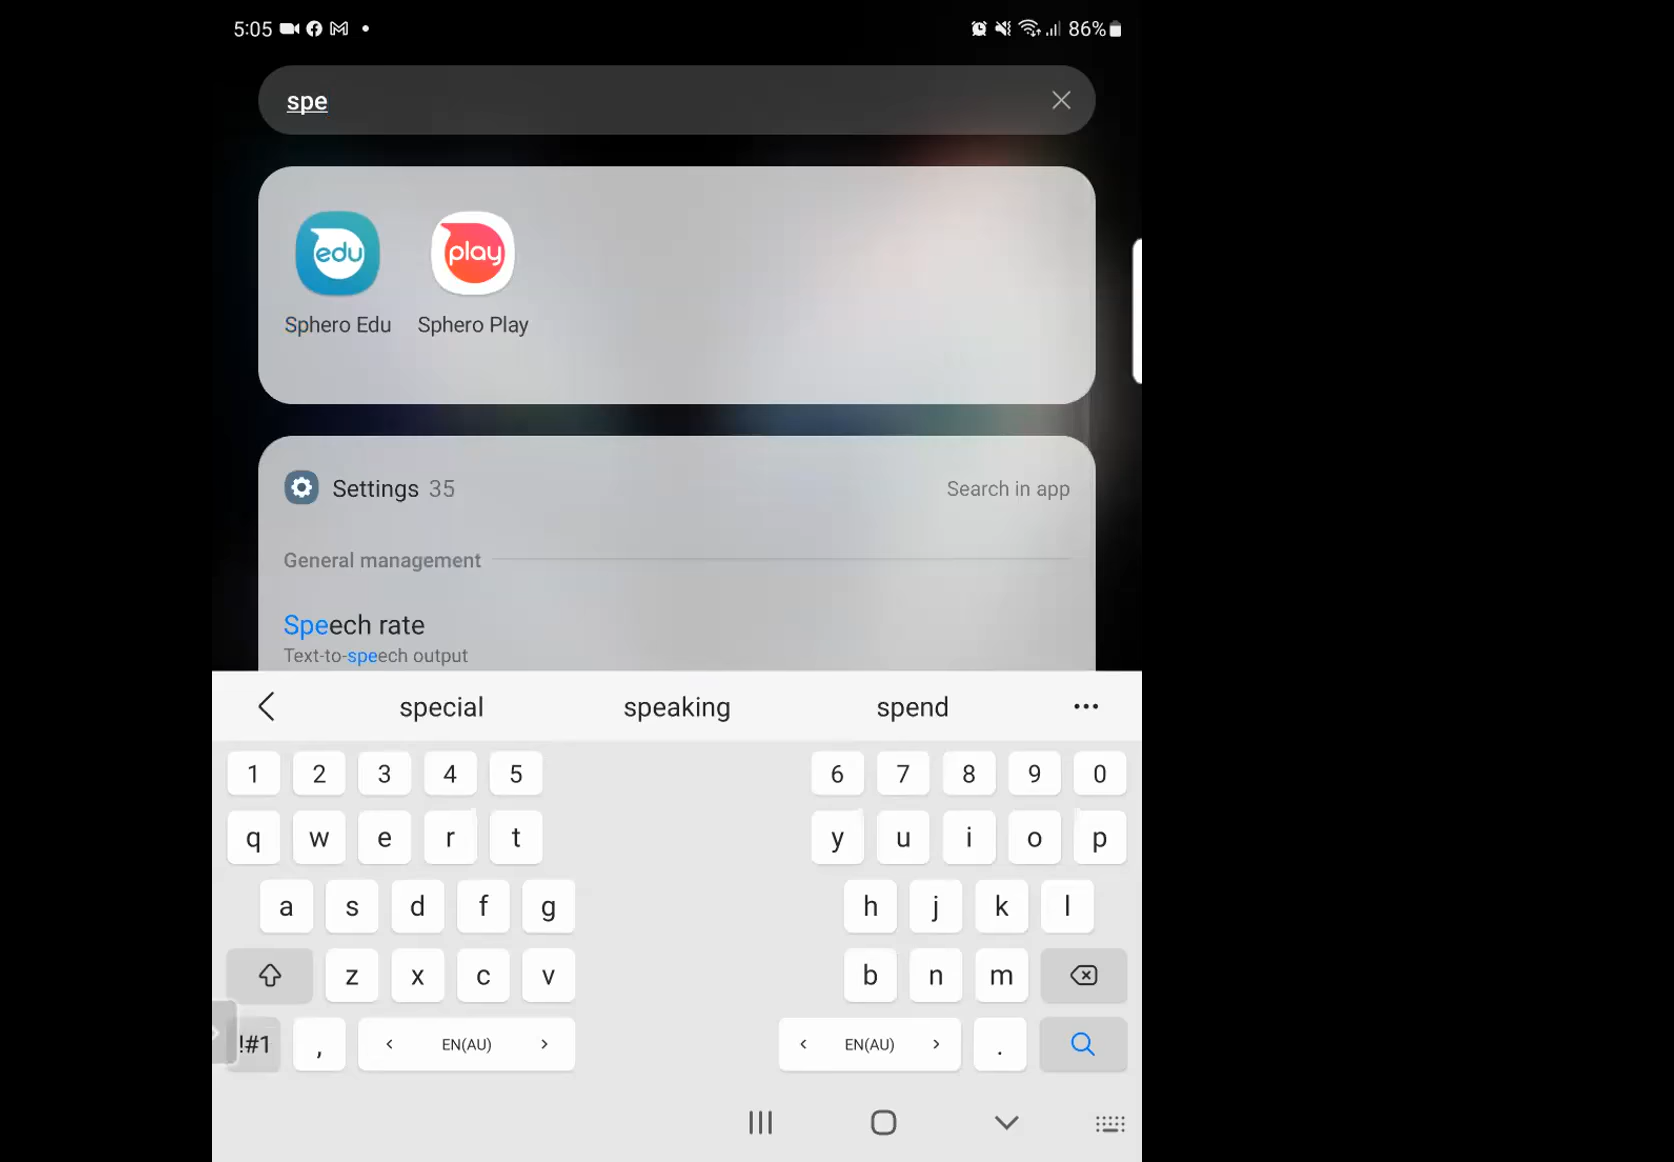 5:05
86%
spe
edu
play
Sphero Edu
Sphero Play
Settings 35
Search in app
General management
Speech rate
Text-to-speech output
special speaking spend
1 2 3 4 5 6 7 8 9 0
q w e r t y u i o p
a s d f g h j k l
z x c v b n m
!#1 , EN(AU) EN(AU) .